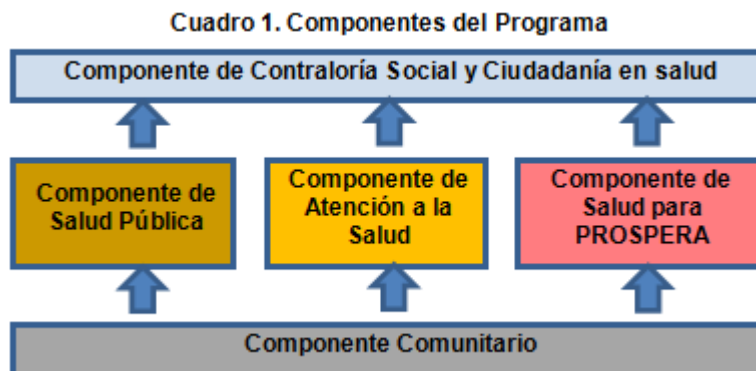 Cuadro 1. Componentes del Programa
Componente de Contraloría Social y Ciudadanía en salud
Componente de
Salud Pública
Componente de
Atención a la
Salud
Componente de
Salud para
PROSPERA
Componente Comunitario